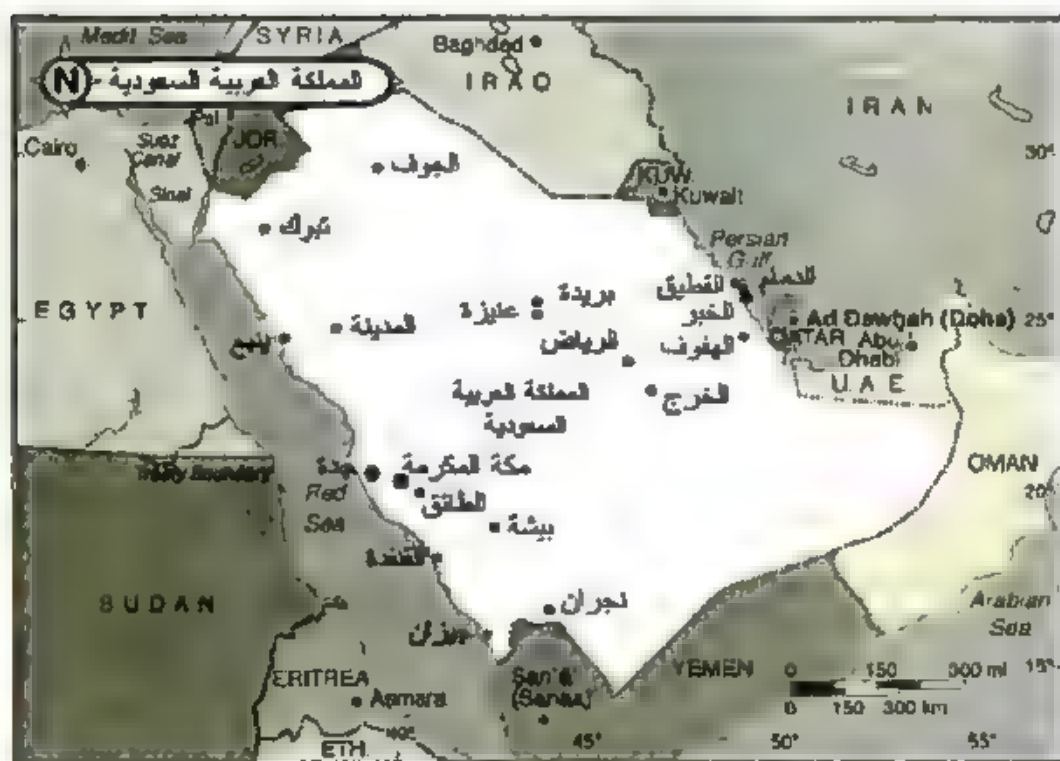 Medit Sea
SYRIA
Baghdad
IRAQ
IRAN
N
المملكة العربية السعودية
Cairo
Suez
Canal
Sinai
JOR
30°
الجوف
KUW
Kuwait
تبوك
Persian
Gulf
EGYPT
القطيف
بريدة
عنيزة
الخبر
المدينة
ينبع
الرياض
الهفوف
Ad Dawhah (Doha)
25°
QATAR
Abu
Dhabi
U.A.E
الخرج
المملكة العربية
السعودية
OMAN
مكة المكرمة
جدة
Red
Sea
20°
بيشة
SUDAN
نجران
جيزان
Arabian
Sea
YEMEN
ERITREA
Asmara
San'a
(Sanaa)
0 150 300 mi
0 150 300 km
15°
ETH.
45°
50°
55°